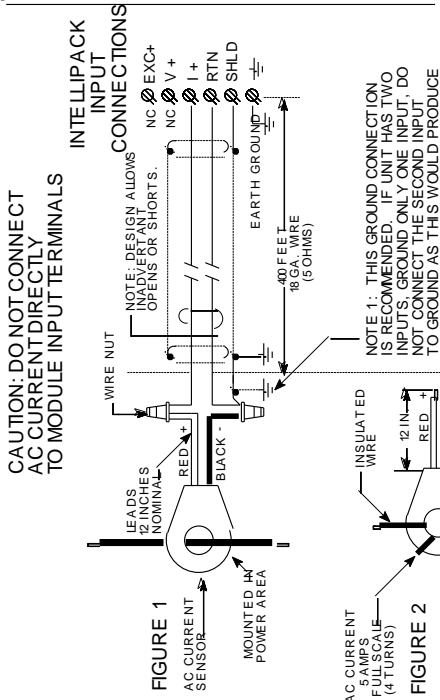 CAUTION: DO NOT CONNECT
AC CURRENT DIRECTLY
TO MODULE INPUT TERMINALS
INTELLIPACK
INPUT
CONNECTIONS
NC EXC+
NC V +
I +
RTN
SHLD
EARTH GROUND
NOTE: DESIGN ALLOWS
INADVERTANT
OPENS OR SHORTS.
WIRE NUT
LEADS
12 INCHES
NOMINAL
RED +
BLACK -
400 FEET
18 GA. WIRE
(5 OHMS)
FIGURE 1
AC CURRENT
SENSOR
MOUNTED IN
POWER AREA
NOTE 1: THIS GROUND CONNECTION
IS RECOMMENDED. IF UNIT HAS TWO
INPUTS, GROUND ONLY ONE INPUT, DO
NOT CONNECT THE SECOND INPUT
TO GROUND AS THIS WOULD PRODUCE
INSULATED
WIRE
12 IN.
RED +
AC CURRENT
5 AMPS
FULL SCALE
(4 TURNS)
FIGURE 2